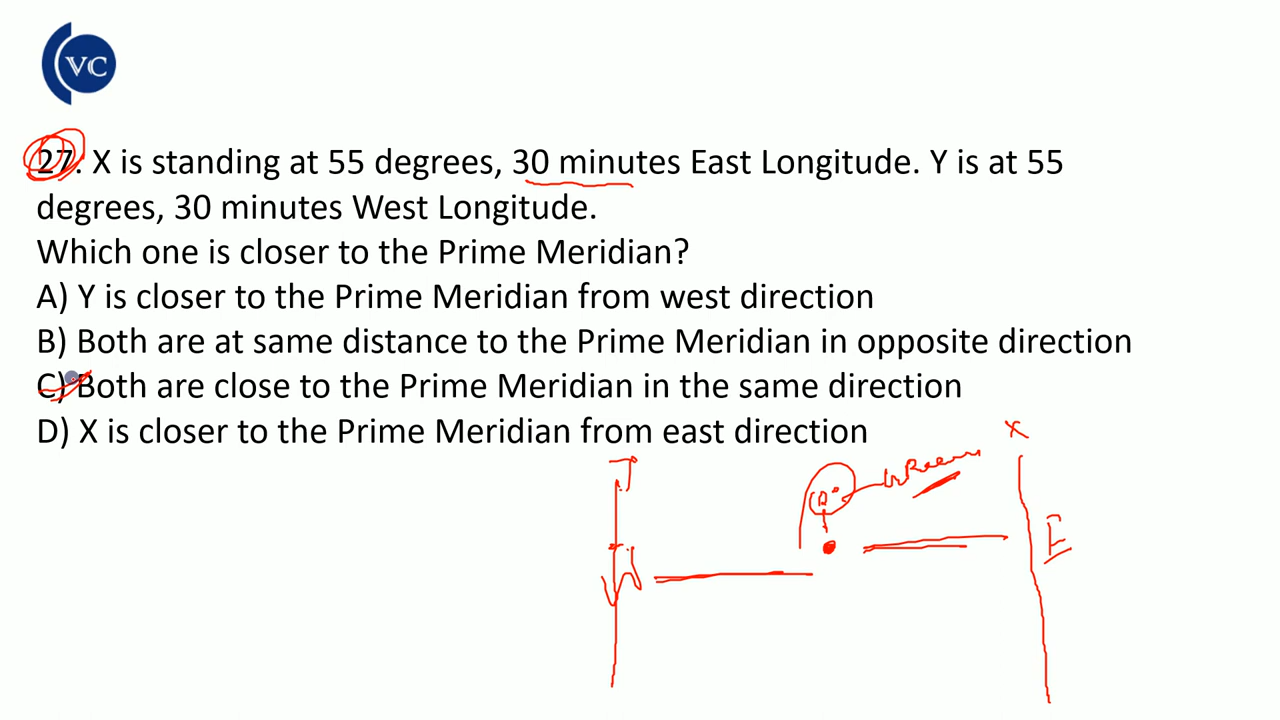 VC
27. X is standing at 55 degrees, 30 minutes East Longitude. Y is at 55
degrees, 30 minutes West Longitude.
Which one is closer to the Prime Meridian?
A) Y is closer to the Prime Meridian from west direction
B) Both are at same distance to the Prime Meridian in opposite direction
C) Both are close to the Prime Meridian in the same direction
D) X is closer to the Prime Meridian from east direction
X
E
W